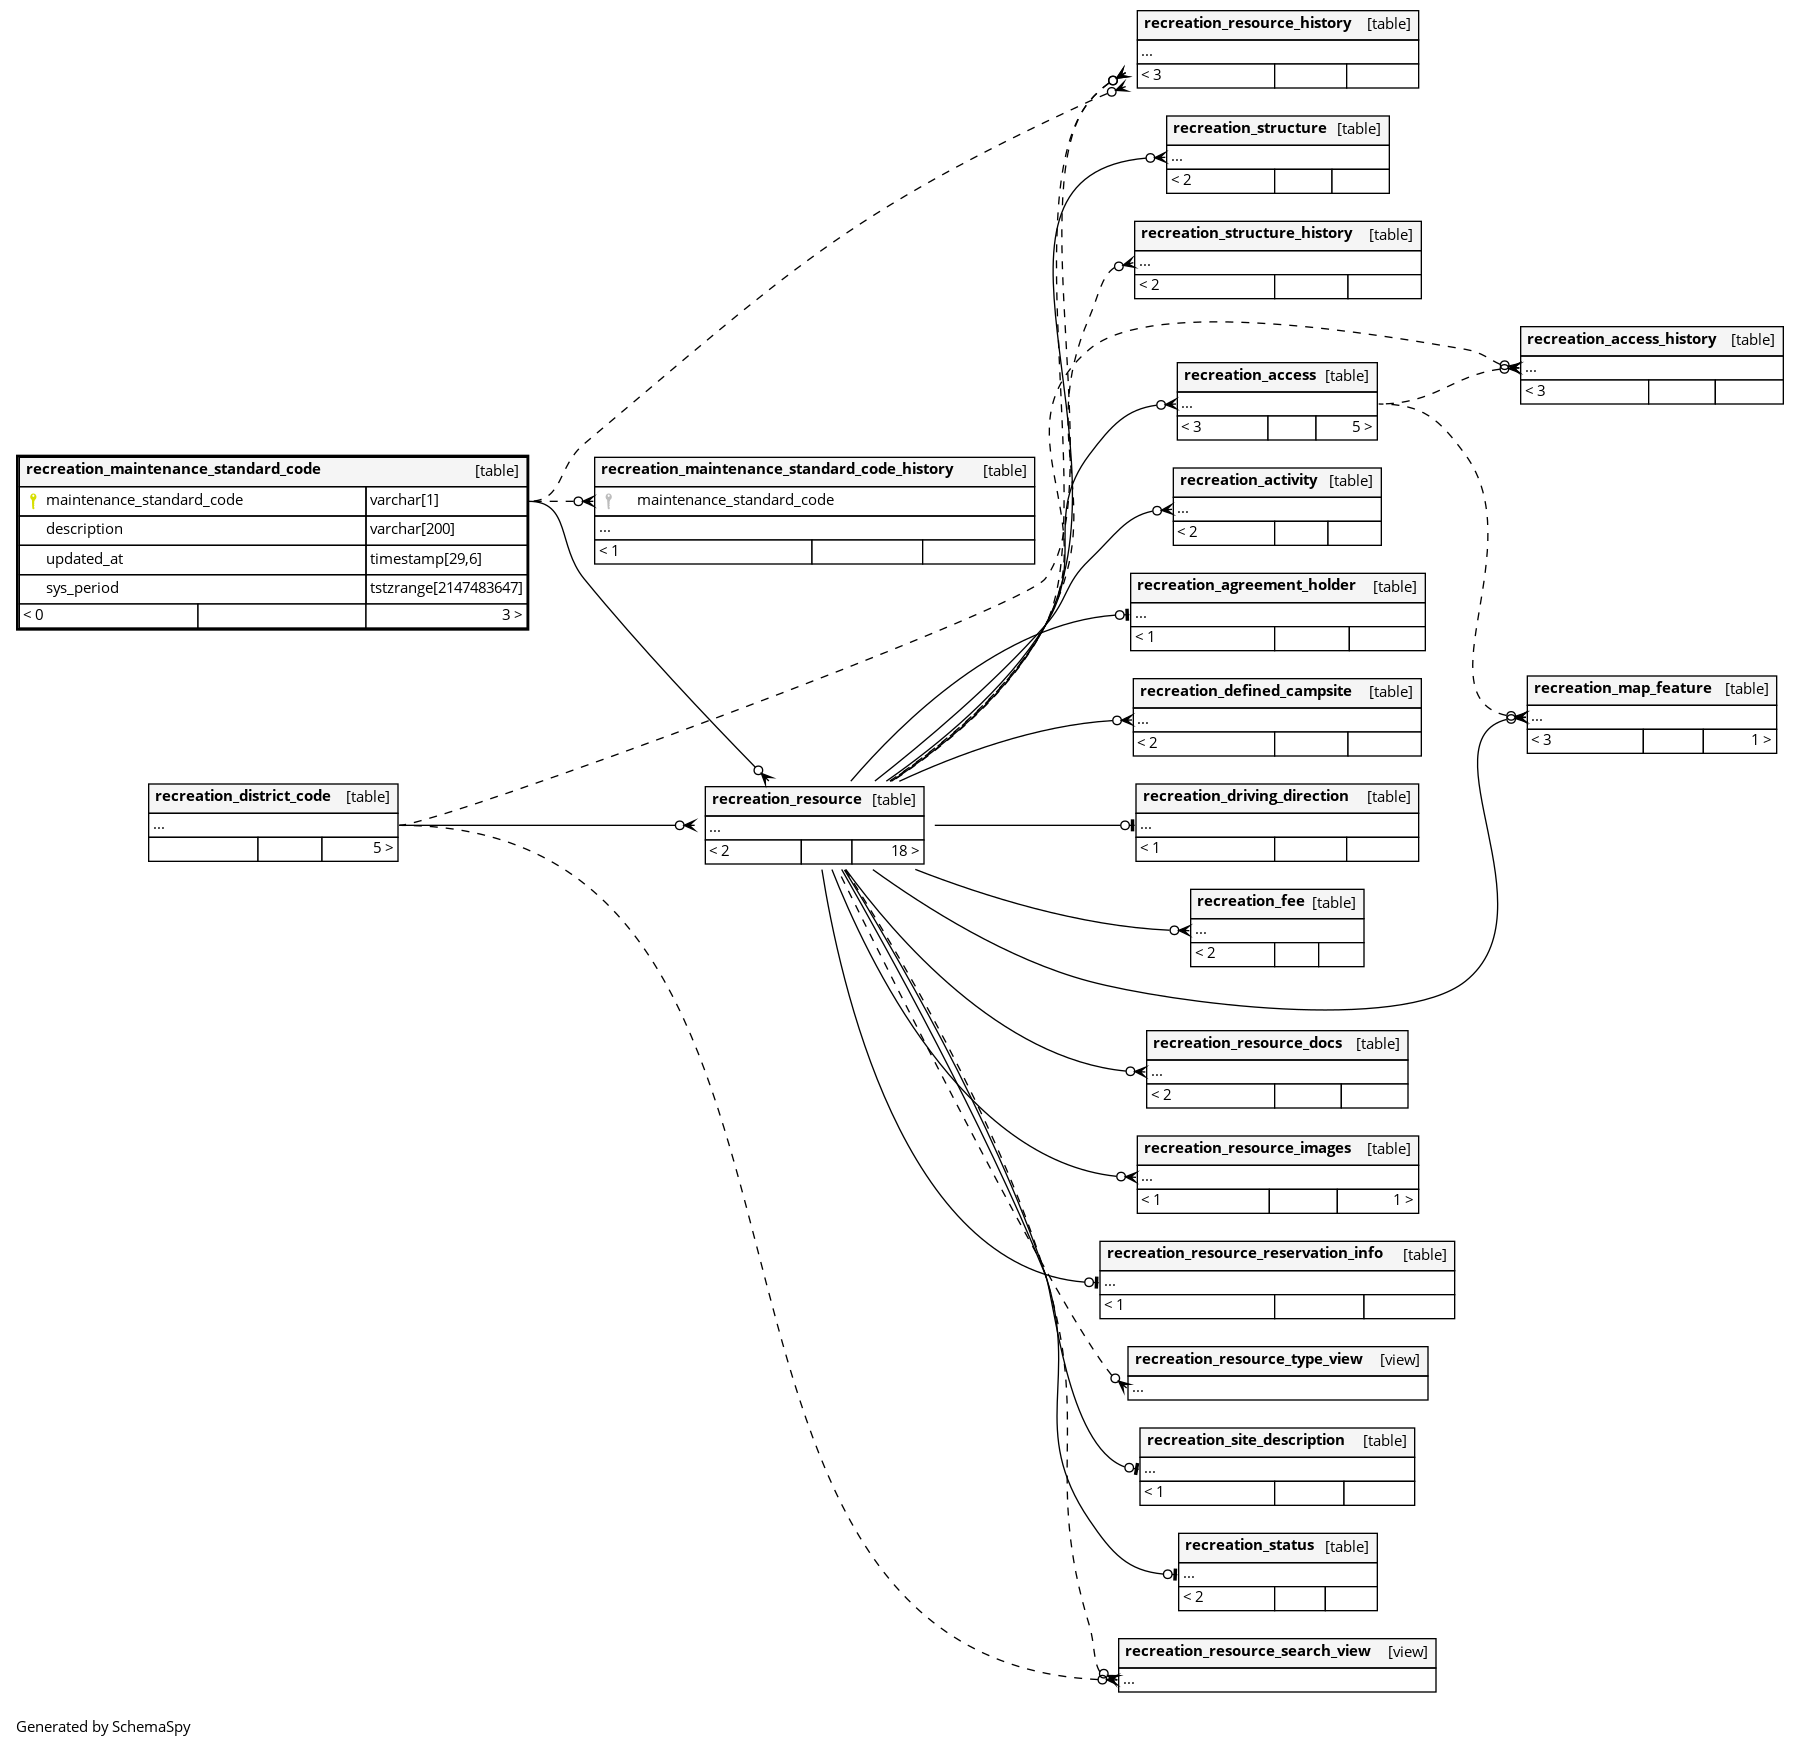 recreation_resource_history [table]
...
< 3
recreation_structure [table]
...
< 2
recreation_structure_history [table]
...
< 2
recreation_access_history [table]
...
< 3
recreation_access [table]
...
< 3 5 >
recreation_maintenance_standard_code [table]
maintenance_standard_code varchar[1]
description varchar[200]
updated_at timestamp[29,6]
sys_period tstzrange[2147483647]
< 0 3 >
recreation_maintenance_standard_code_history [table]
maintenance_standard_code
...
< 1
recreation_activity [table]
...
< 2
recreation_agreement_holder [table]
...
< 1
recreation_defined_campsite [table]
...
< 2
recreation_map_feature [table]
...
< 3 1 >
recreation_district_code [table]
...
5 >
recreation_resource [table]
...
< 2 18 >
recreation_driving_direction [table]
...
< 1
recreation_fee [table]
...
< 2
recreation_resource_docs [table]
...
< 2
recreation_resource_images [table]
...
< 1 1 >
recreation_resource_reservation_info [table]
...
< 1
recreation_resource_type_view [view]
...
recreation_site_description [table]
...
< 1
recreation_status [table]
...
< 2
recreation_resource_search_view [view]
...
Generated by SchemaSpy